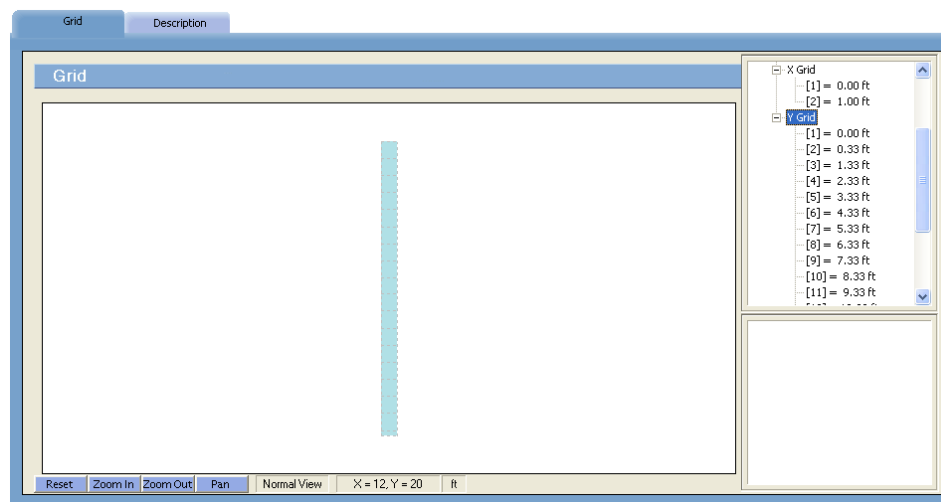 Grid
Description
Grid
X Grid
[1] = 0.00 ft
[2] = 1.00 ft
Y Grid
[1] = 0.00 ft
[2] = 0.33 ft
[3] = 1.33 ft
[4] = 2.33 ft
[5] = 3.33 ft
[6] = 4.33 ft
[7] = 5.33 ft
[8] = 6.33 ft
[9] = 7.33 ft
[10] = 8.33 ft
[11] = 9.33 ft
Reset Zoom In Zoom Out Pan Normal View X = 12, Y = 20 ft